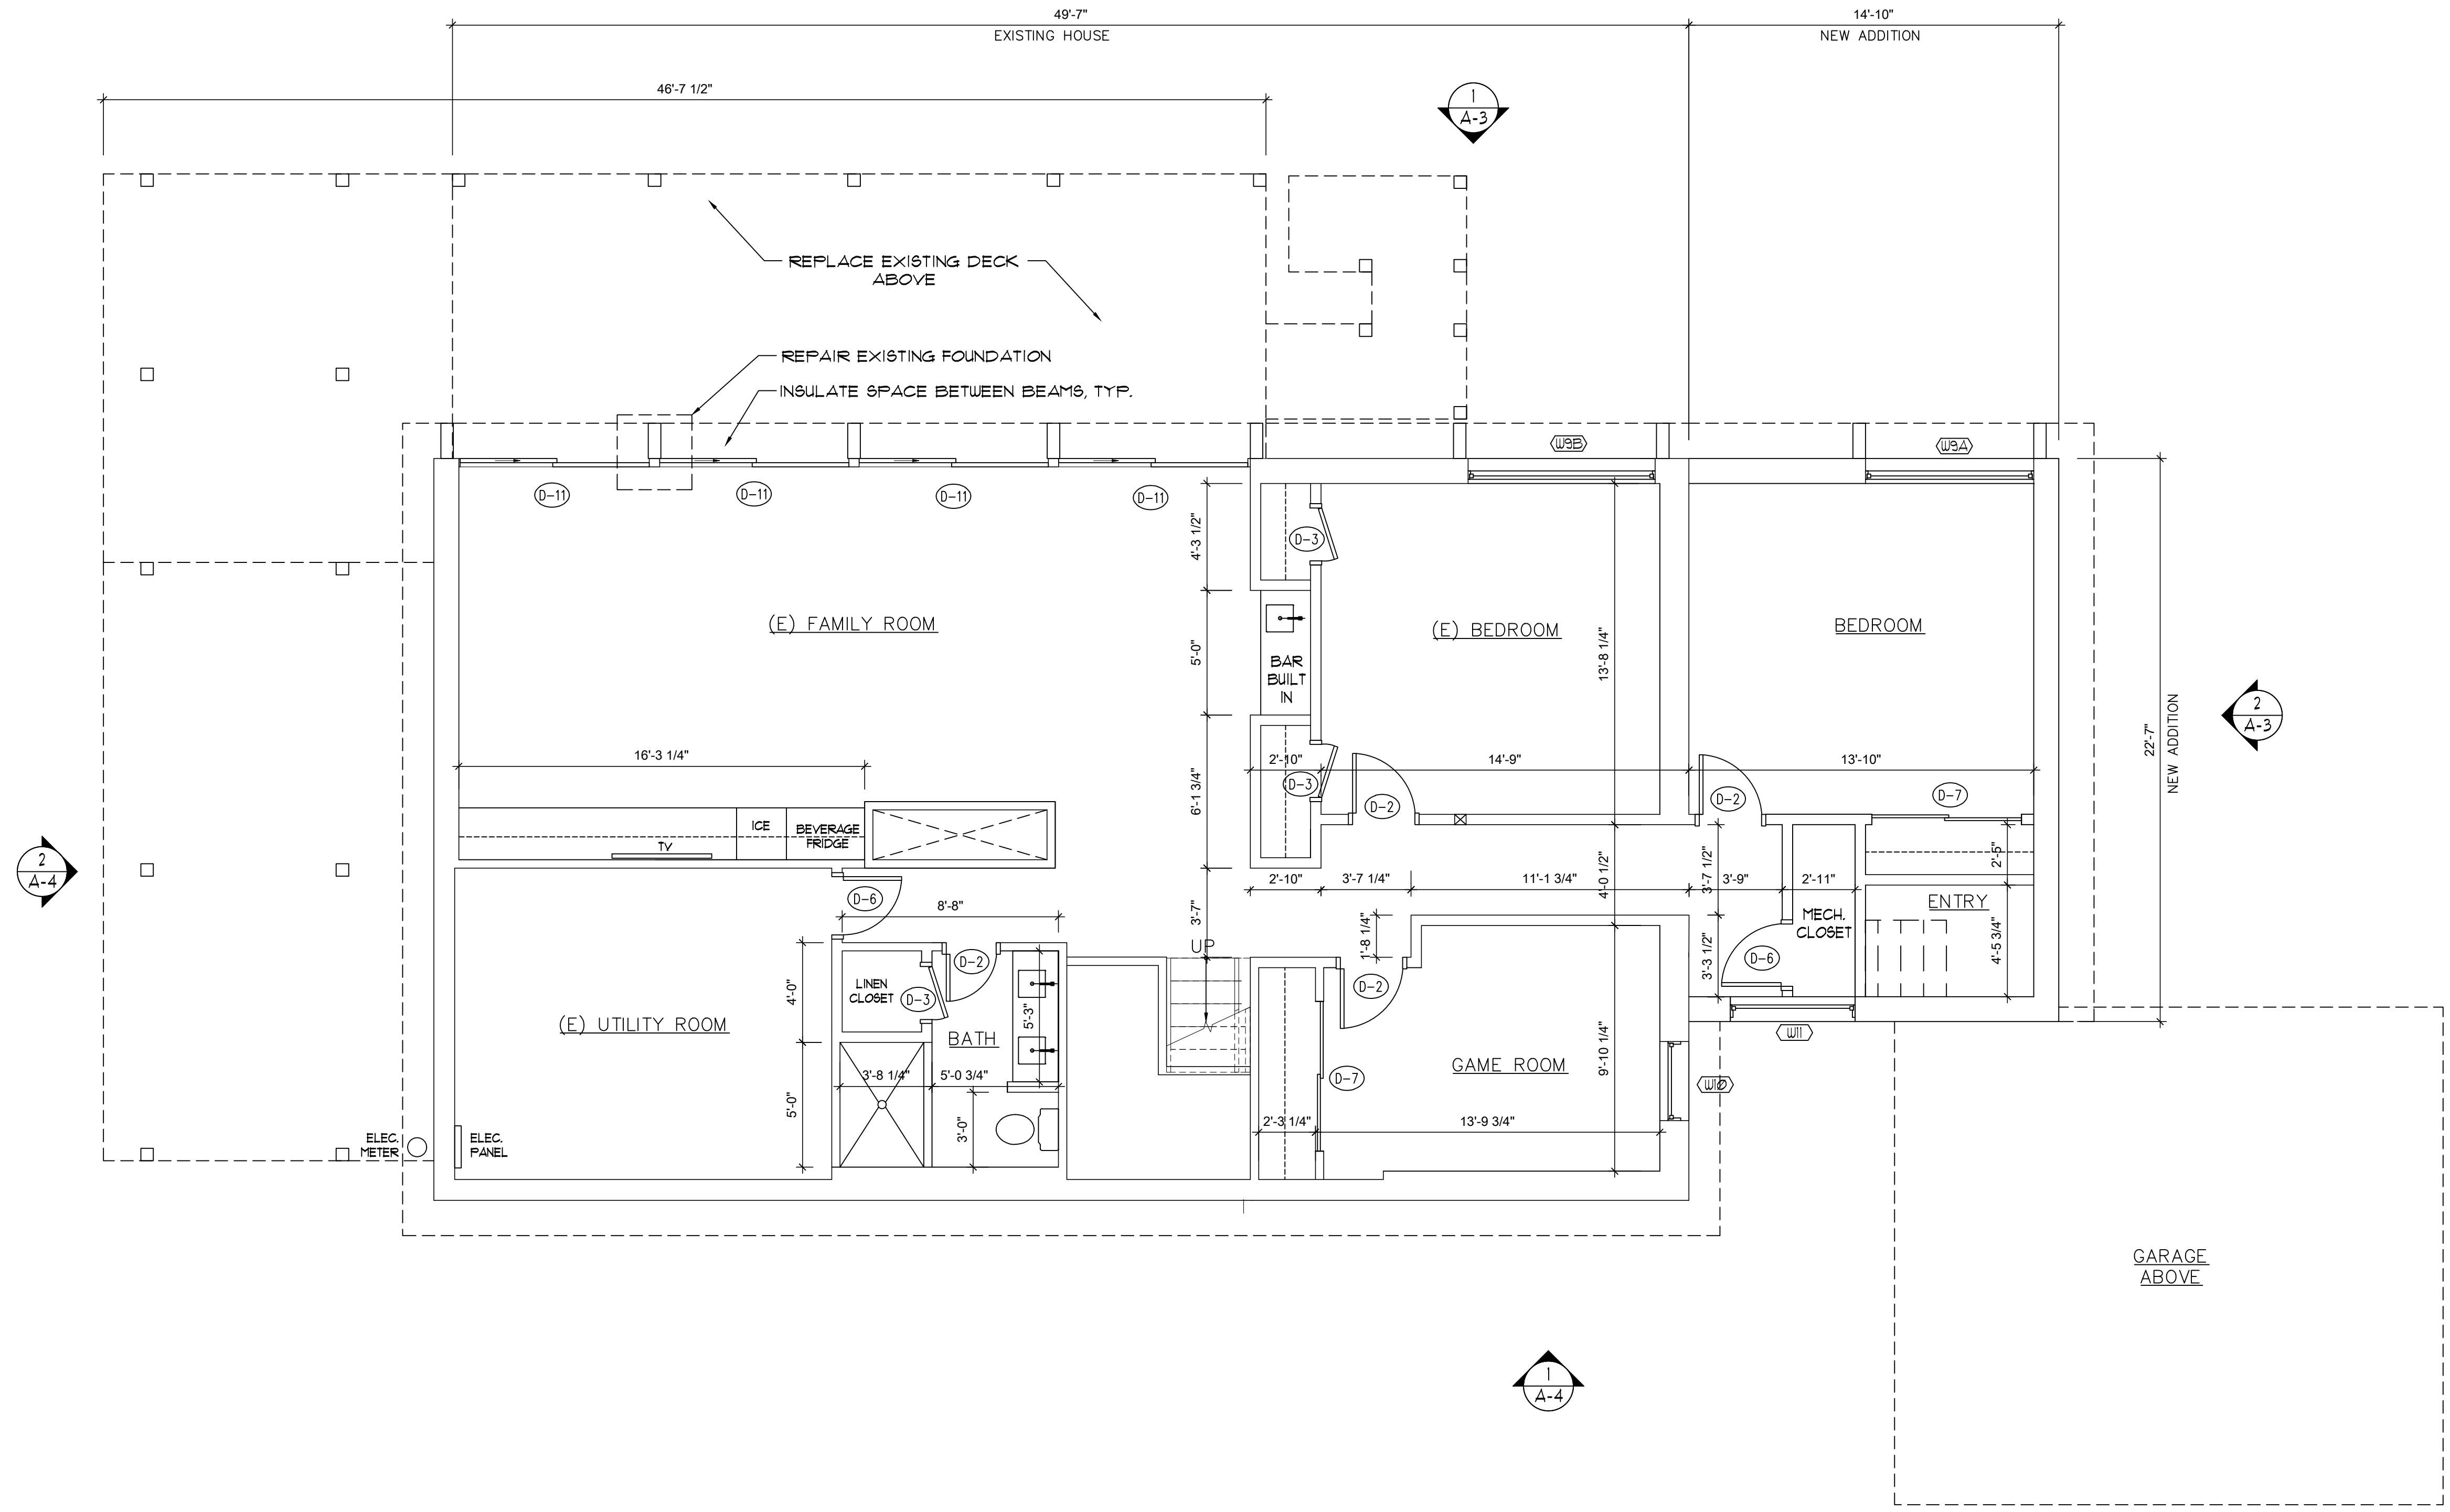 49'-7"
EXISTING HOUSE
14'-10"
NEW ADDITION
46'-7 1/2"
1
A-3
REPLACE EXISTING DECK
ABOVE
REPAIR EXISTING FOUNDATION
INSULATE SPACE BETWEEN BEAMS, TYP.
W9B
W9A
D-11
D-11
D-11
D-11
4'-3 1/2"
D-3
(E) FAMILY ROOM
(E) BEDROOM
BEDROOM
5'-0"
BAR
BUILT
IN
13'-8 1/4"
2
A-3
22'-7"
NEW ADDITION
16'-3 1/4"
2'-10"
14'-9"
13'-10"
6'-1 3/4"
D-3
D-2
D-2
D-7
ICE
BEVERAGE
FRIDGE
TV
2
A-4
D-6
8'-8"
3'-7"
2'-10"
3'-7 1/4"
11'-1 3/4"
4'-0 1/2"
3'-7 1/2"
3'-9"
2'-11"
2'-5"
ENTRY
MECH.
CLOSET
4'-5 3/4"
UP
1'-8 1/4"
3'-3 1/2"
D-6
D-2
D-2
LINEN
CLOSET
D-3
4'-0"
5'-3"
(E) UTILITY ROOM
BATH
W11
GAME ROOM
9'-10 1/4"
3'-8 1/4"
5'-0 3/4"
D-7
W10
5'-0"
3'-0"
2'-3 1/4"
13'-9 3/4"
ELEC.
METER
ELEC.
PANEL
GARAGE
ABOVE
1
A-4